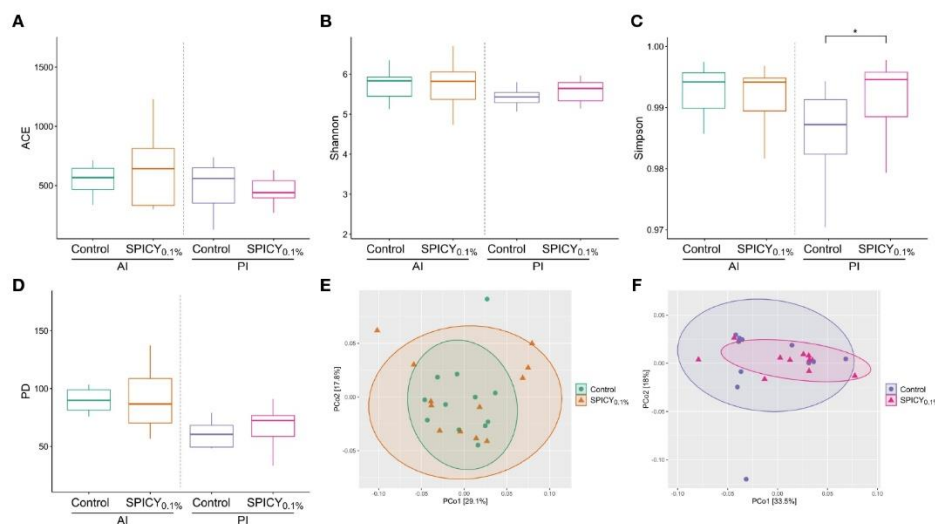 A
1500
1000
500
ACE
Control SPICY0.1% Control SPICY0.1%
AI PI
B
7
6
5
4
3
2
Shannon
Control SPICY0.1% Control SPICY0.1%
AI PI
C
1.00
0.99
0.98
0.97
Simpson
*
Control SPICY0.1% Control SPICY0.1%
AI PI
D
150
100
50
PD
Control SPICY0.1% Control SPICY0.1%
AI PI
E
0.05
0.00
-0.05
PCo2 [17.6%]
-0.10 -0.05 0.00 0.05 0.10
PCo1 [29.1%]
Control
SPICY0.1%
F
0.05
0.00
-0.05
-0.10
PCo2 [18%]
-0.10 -0.05 0.00 0.05 0.10
PCo1 [33.5%]
Control
SPICY0.1%